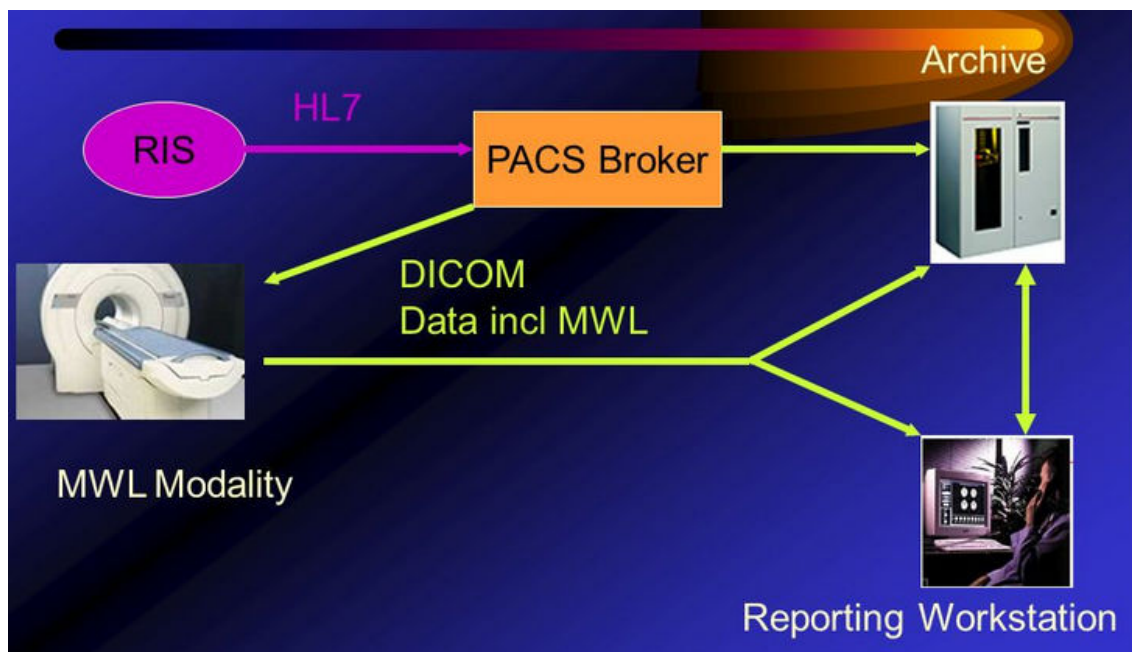 Archive
HL7
RIS
PACS Broker
DICOM
Data incl MWL
MWL Modality
Reporting Workstation